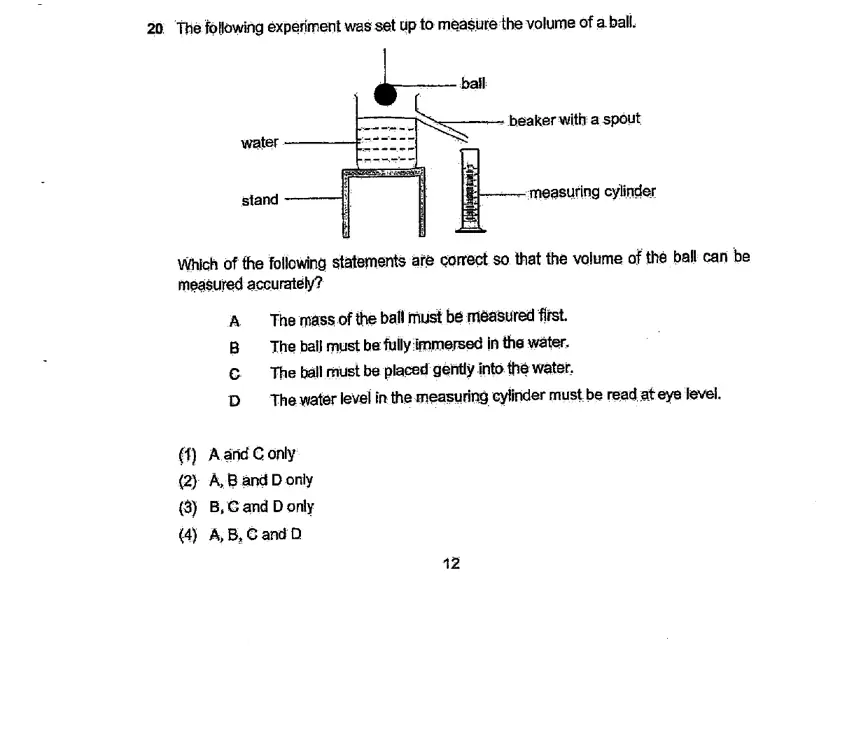 20 The following experiment was set up to measure the volume of a ball.
ball
beaker with a spout
water
measuring cylinder
stand
Which of the following statements are correct so that the volume of the ball can be
measured accurately?
A The mass of the ball must be measured first.
B The ball must be fully immersed in the water.
C The ball must be placed gently into the water.
D The water level in the measuring cylinder must be read at eye level.
(1) A and C only
(2) A, B and D only
(3) B, C and D only
(4) A, B, C and D
12